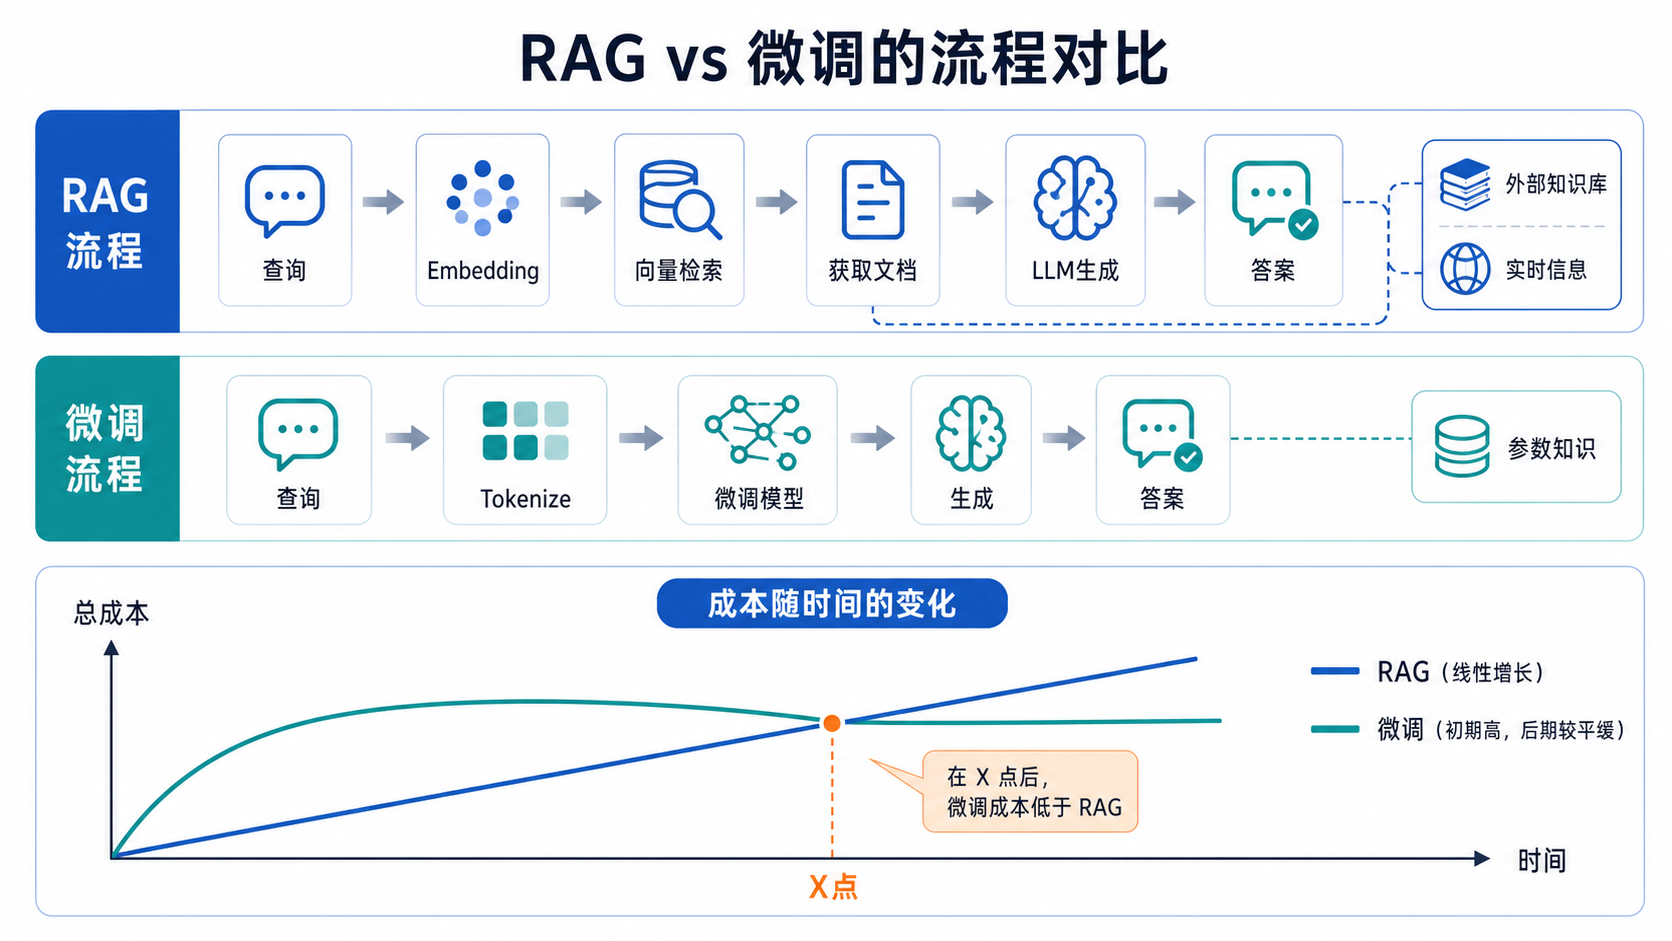 RAG vs 微调的流程对比
RAG
流程
查询
Embedding
向量检索
获取文档
LLM生成
答案
外部知识库
实时信息
微调
流程
查询
Tokenize
微调模型
生成
答案
参数知识
成本随时间的变化
总成本
RAG（线性增长）
微调（初期高，后期较平缓）
在 X 点后，
微调成本低于 RAG
时间
X点